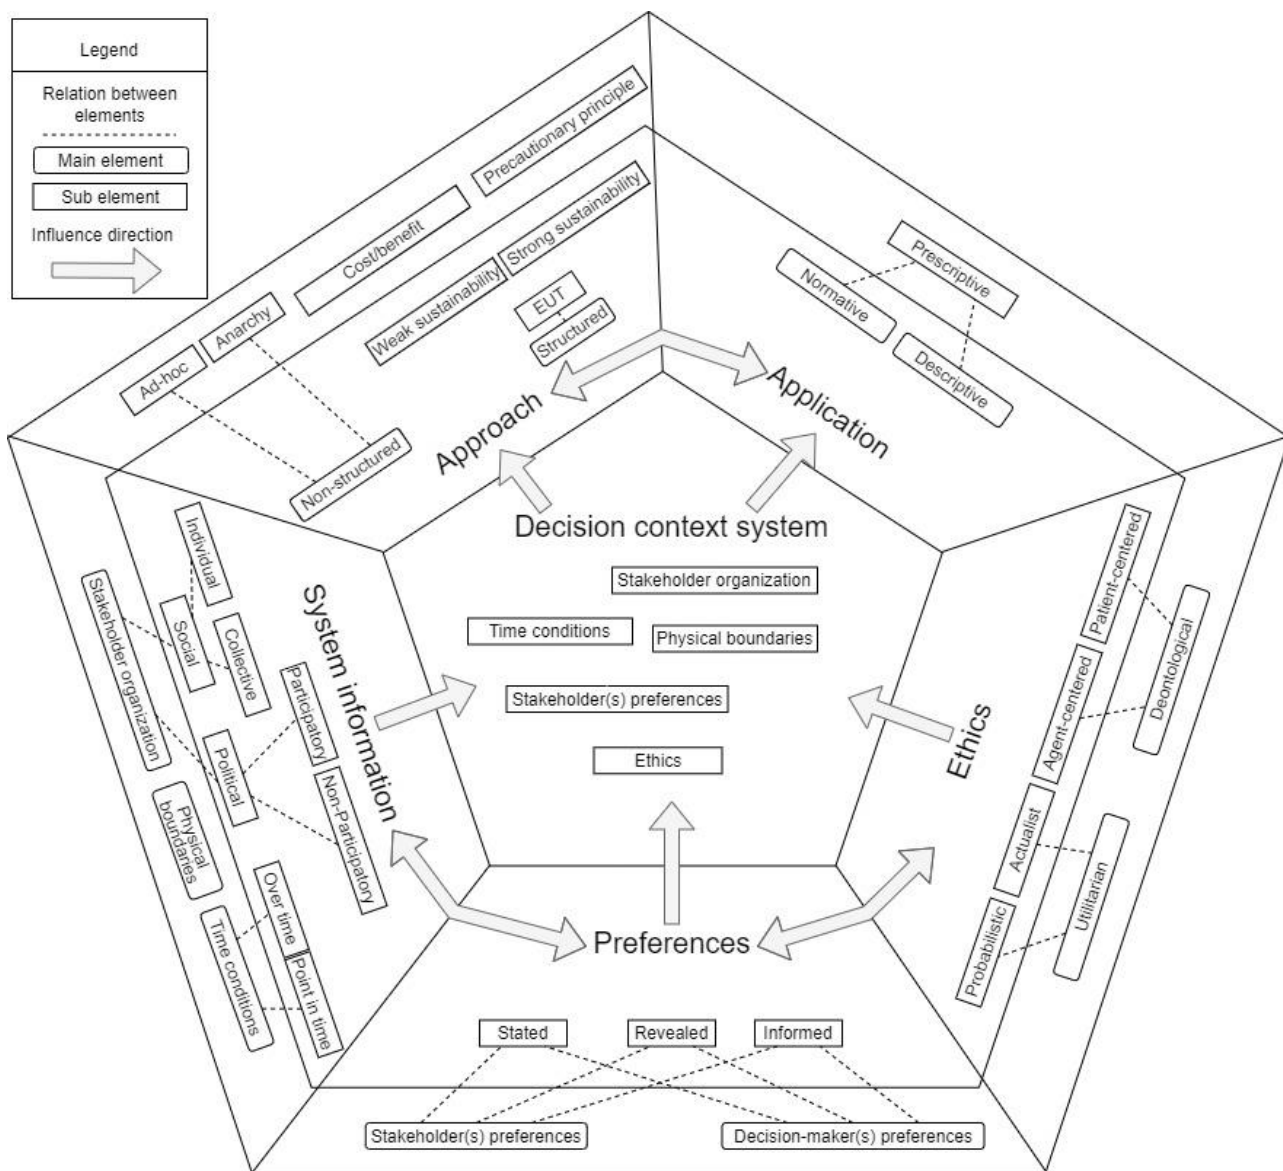 Legend
Relation between
elements
Main element
Sub element
Influence direction
Precautionary principle
Cost/benefit
Strong sustainability
Weak sustainability
Anarchy
Ad-hoc
EUT
Structured
Non-structured
Approach
Prescriptive
Normative
Descriptive
Application
Decision context system
Stakeholder organization
Time conditions
Physical boundaries
Stakeholder(s) preferences
Ethics
System information
Individual
Social
Collective
Stakeholder organization
Participatory
Political
Non-Participatory
Physical
boundaries
Over time
Time conditions
Point in time
Ethics
Patient-centered
Agent-centered
Deontological
Actualist
Probabilistic
Utilitarian
Preferences
Stated
Revealed
Informed
Stakeholder(s) preferences
Decision-maker(s) preferences